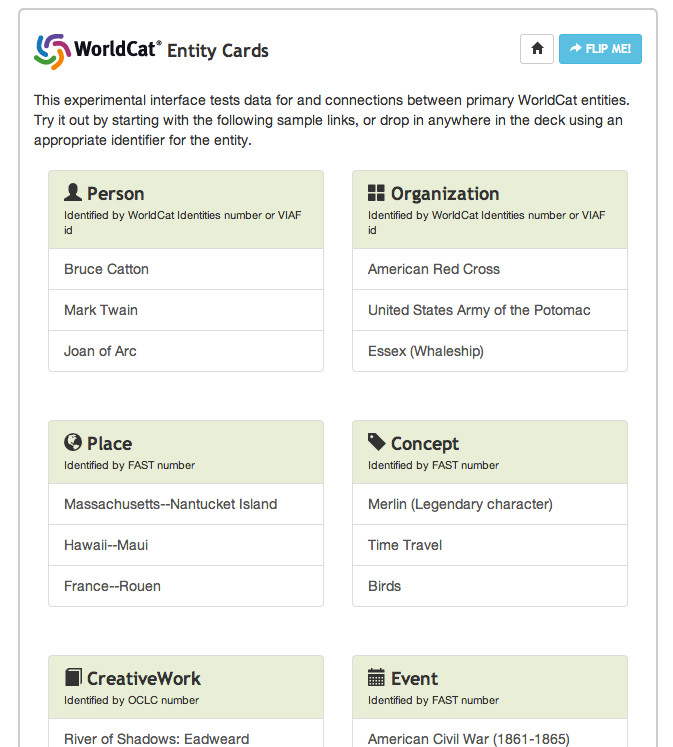 WorldCat® Entity Cards
FLIP ME!
This experimental interface tests data for and connections between primary WorldCat entities.
Try it out by starting with the following sample links, or drop in anywhere in the deck using an
appropriate identifier for the entity.
Person
Identified by WorldCat Identities number or VIAF
id
Bruce Catton
Mark Twain
Joan of Arc
Organization
Identified by WorldCat Identities number or VIAF
id
American Red Cross
United States Army of the Potomac
Essex (Whaleship)
Place
Identified by FAST number
Massachusetts--Nantucket Island
Hawaii--Maui
France--Rouen
Concept
Identified by FAST number
Merlin (Legendary character)
Time Travel
Birds
CreativeWork
Identified by OCLC number
River of Shadows: Eadweard
Event
Identified by FAST number
American Civil War (1861-1865)